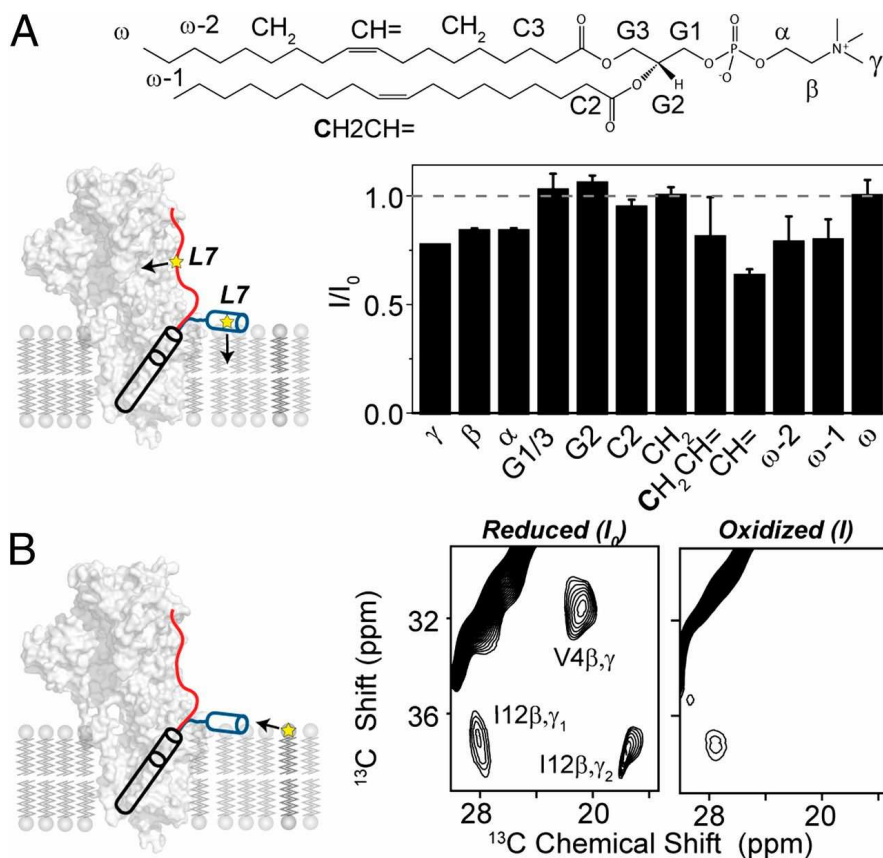 A
ω
ω-2
CH2
CH=
CH2
C3
G3
G1
α
O
O
O
P
O
O
-O
O
N+
γ
β
ω-1
O
H
C2
G2
O
CH2CH=
L7
L7
I/I0
1.0
0.5
0.0
γ
β
α
G1/3
G2
C2
CH2
CH2 CH=
CH=
ω-2
ω-1
ω
B
Reduced (I0)
Oxidized (I)
13C Shift (ppm)
32
36
V4β,γ
I12β,γ1
I12β,γ2
28
20
28
20
13C Chemical Shift (ppm)